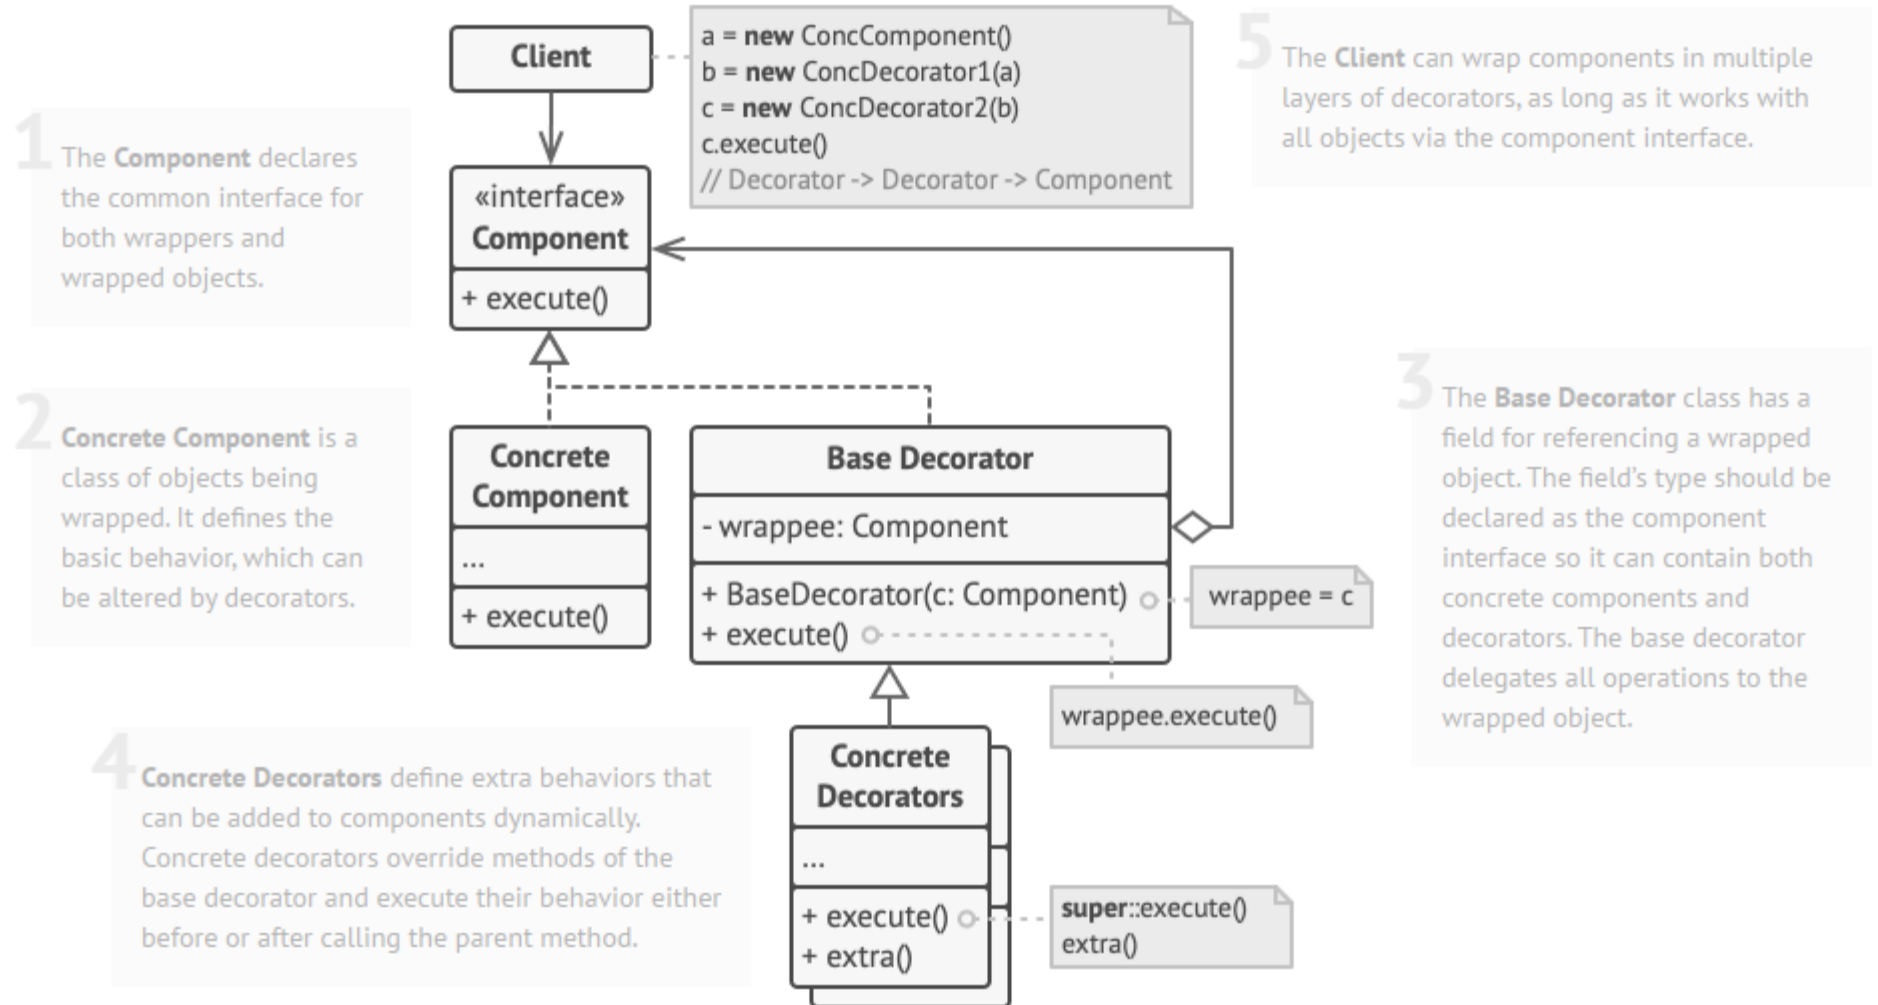 Client
a = new ConcComponent()
b = new ConcDecorator1(a)
c = new ConcDecorator2(b)
c.execute()
// Decorator -> Decorator -> Component
5
The Client can wrap components in multiple
layers of decorators, as long as it works with
all objects via the component interface.
1
The Component declares
the common interface for
both wrappers and
wrapped objects.
«interface»
Component
+ execute()
2
Concrete Component is a
class of objects being
wrapped. It defines the
basic behavior, which can
be altered by decorators.
Concrete
Component
...
+ execute()
Base Decorator
- wrappee: Component
+ BaseDecorator(c: Component)
+ execute()
wrappee = c
wrappee.execute()
3
The Base Decorator class has a
field for referencing a wrapped
object. The field's type should be
declared as the component
interface so it can contain both
concrete components and
decorators. The base decorator
delegates all operations to the
wrapped object.
4
Concrete Decorators define extra behaviors that
can be added to components dynamically.
Concrete decorators override methods of the
base decorator and execute their behavior either
before or after calling the parent method.
Concrete
Decorators
...
+ execute()
+ extra()
super::execute()
extra()